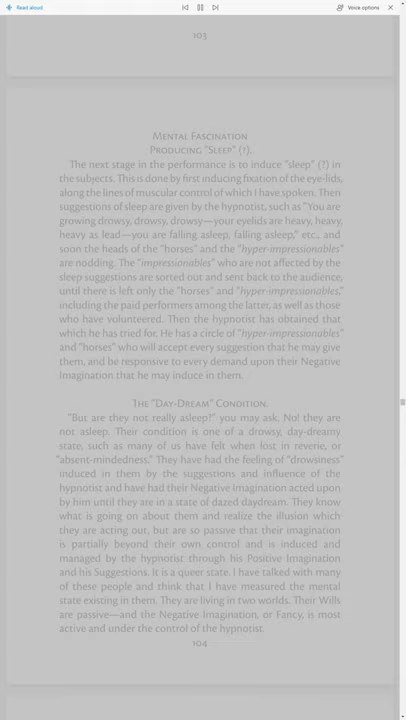 Read aloud
Voice options
103
Mental Fascination
Producing "Sleep" (?).
The next stage in the performance is to induce "sleep" (?) in
the subjects. This is done by first inducing fixation of the eye-lids,
along the lines of muscular control of which I have spoken. Then
suggestions of sleep are given by the hypnotist, such as "You are
growing drowsy, drowsy, drowsy—your eyelids are heavy, heavy,
heavy as lead—you are falling asleep, falling asleep," etc., and
soon the heads of the "horses" and the "hyper-impressionables"
are nodding. The "impressionables" who are not affected by the
sleep suggestions are sorted out and sent back to the audience,
until there is left only the "horses" and "hyper-impressionables,"
including the paid performers among the latter, as well as those
who have volunteered. Then the hypnotist has obtained that
which he has tried for. He has a circle of "hyper-impressionables"
and "horses" who will accept every suggestion that he may give
them, and be responsive to every demand upon their Negative
Imagination that he may induce in them.
The "Day-Dream" Condition.
"But are they not really asleep?" you may ask. No! they are
not asleep. Their condition is one of a drowsy, day-dreamy
state, such as many of us have felt when lost in reverie, or
"absent-mindedness." They have had the feeling of "drowsiness"
induced in them by the suggestions and influence of the
hypnotist and have had their Negative Imagination acted upon
by him until they are in a state of dazed daydream. They know
what is going on about them and realize the illusion which
they are acting out, but are so passive that their imagination
is partially beyond their own control and is induced and
managed by the hypnotist through his Positive Imagination
and his Suggestions. It is a queer state. I have talked with many
of these people and think that I have measured the mental
state existing in them. They are living in two worlds. Their Wills
are passive—and the Negative Imagination, or Fancy, is most
active and under the control of the hypnotist.
104